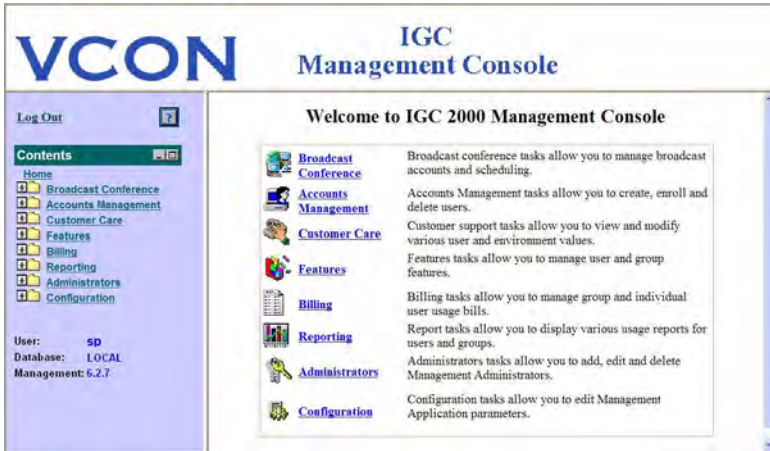 VCON
IGC
Management Console
Log Out
?
Contents
Home
Broadcast Conference
Accounts Management
Customer Care
Features
Billing
Reporting
Administrators
Configuration
User: sp
Database: LOCAL
Management: 6.2.7
Welcome to IGC 2000 Management Console
Broadcast
Conference
Broadcast conference tasks allow you to manage broadcast
accounts and scheduling.
Accounts
Management
Accounts Management tasks allow you to create, enroll and
delete users.
Customer Care
Customer support tasks allow you to view and modify
various user and environment values.
Features
Features tasks allow you to manage user and group
features.
Billing
Billing tasks allow you to manage group and individual
user usage bills.
Reporting
Report tasks allow you to display various usage reports for
users and groups.
Administrators
Administrators tasks allow you to add, edit and delete
Management Administrators.
Configuration
Configuration tasks allow you to edit Management
Application parameters.